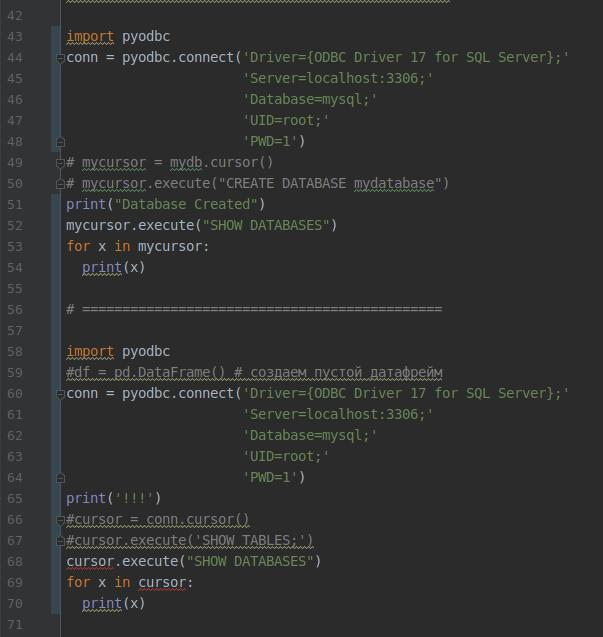 42
43 import pyodbc
44 conn = pyodbc.connect('Driver={ODBC Driver 17 for SQL Server};'
45 'Server=localhost:3306;'
46 'Database=mysql;'
47 'UID=root;'
48 'PWD=1')
49 # mycursor = mydb.cursor()
50 # mycursor.execute("CREATE DATABASE mydatabase")
51 print("Database Created")
52 mycursor.execute("SHOW DATABASES")
53 for x in mycursor:
54 print(x)
55
56 # =============================================
57
58 import pyodbc
59 #df = pd.DataFrame() # создаем пустой датафрейм
60 conn = pyodbc.connect('Driver={ODBC Driver 17 for SQL Server};'
61 'Server=localhost:3306;'
62 'Database=mysql;'
63 'UID=root;'
64 'PWD=1')
65 print('!!!')
66 #cursor = conn.cursor()
67 #cursor.execute('SHOW TABLES;')
68 cursor.execute("SHOW DATABASES")
69 for x in cursor:
70 print(x)
71